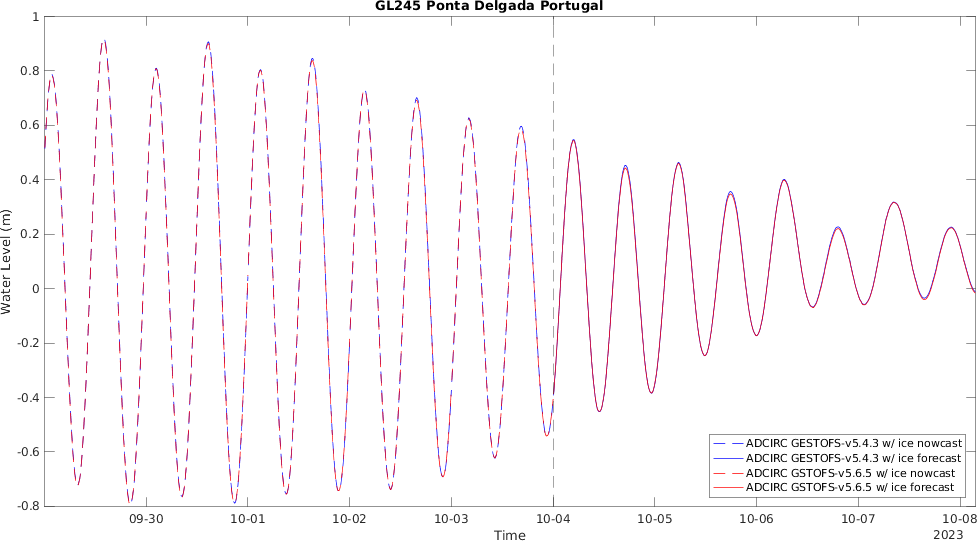 GL245 Ponta Delgada Portugal
1
0.8
0.6
0.4
0.2
0
-0.2
-0.4
-0.6
-0.8
Water Level (m)
09-30
10-01
10-02
10-03
10-04
10-05
10-06
10-07
10-08
2023
Time
ADCIRC GESTOFS-v5.4.3 w/ ice nowcast
ADCIRC GESTOFS-v5.4.3 w/ ice forecast
ADCIRC GSTOFS-v5.6.5 w/ ice nowcast
ADCIRC GSTOFS-v5.6.5 w/ ice forecast